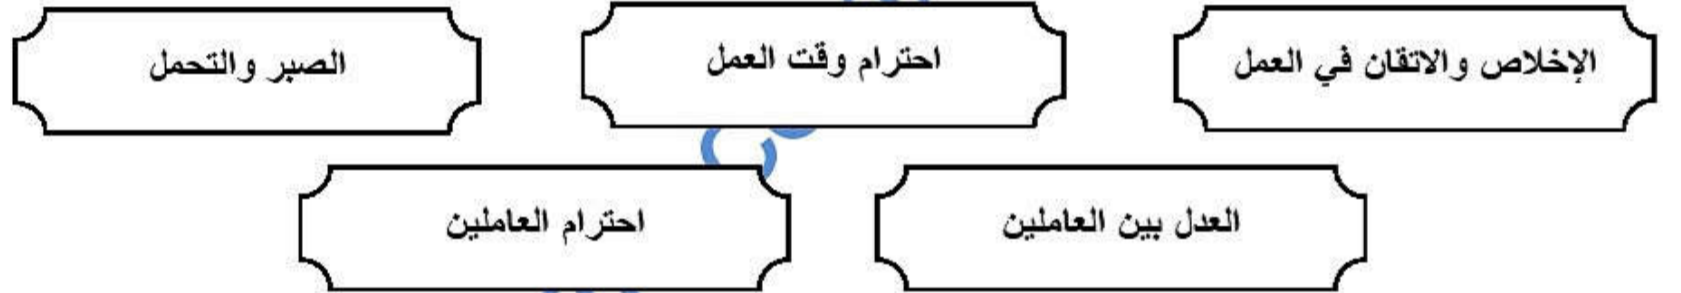 الإخلاص والاتقان في العمل
احترام وقت العمل
الصبر والتحمل
العدل بين العاملين
احترام العاملين